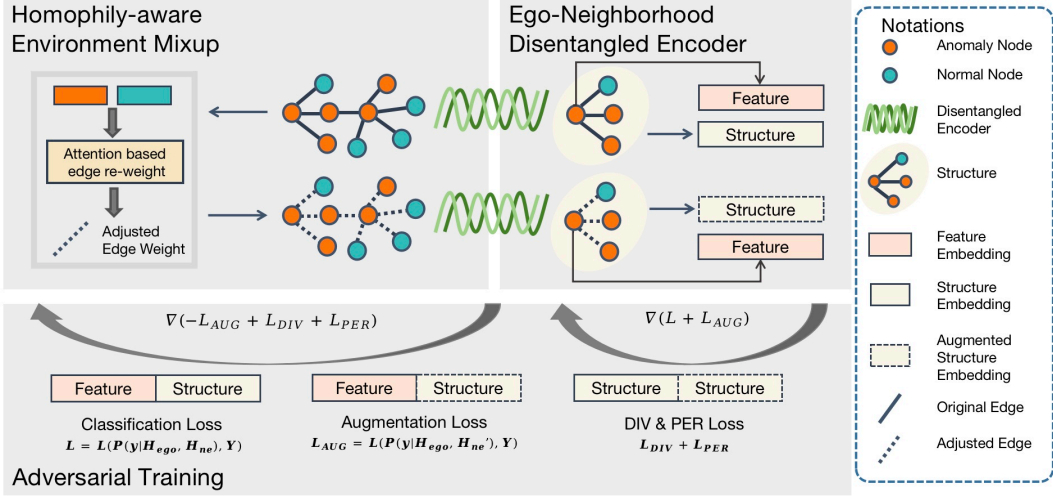 Homophily-aware
Environment Mixup
Attention based
edge re-weight
Adjusted
Edge Weight
Ego-Neighborhood
Disentangled Encoder
Feature
Structure
Structure
Feature
∇(−L_AUG + L_DIV + L_PER)
∇(L + L_AUG)
Feature Structure
Classification Loss
L = L(P(y|H_ego, H_ne), Y)
Feature Structure
Augmentation Loss
L_AUG = L(P(y|H_ego, H_ne′), Y)
Structure Structure
DIV & PER Loss
L_DIV + L_PER
Adversarial Training
Notations
Anomaly Node
Normal Node
Disentangled
Encoder
Structure
Feature
Embedding
Structure
Embedding
Augmented
Structure
Embedding
Original Edge
Adjusted Edge